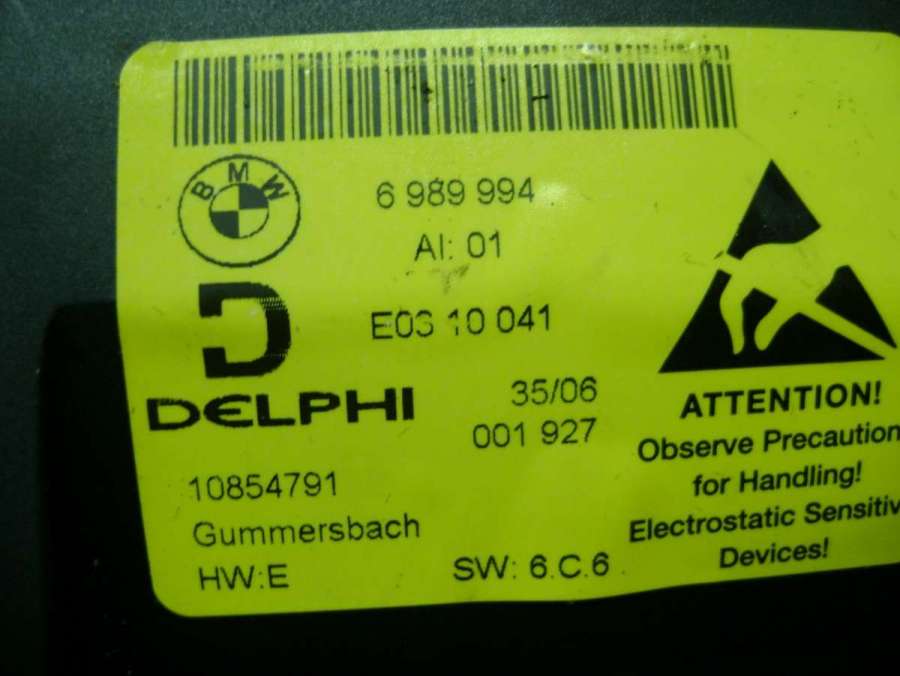 BMW
6 989 994
AI: 01
E03 10 041
DELPHI
35/06
001 927
10854791
Gummersbach
HW:E
SW: 6.C.6
ATTENTION!
Observe Precaution
for Handling!
Electrostatic Sensitiv
Devices!